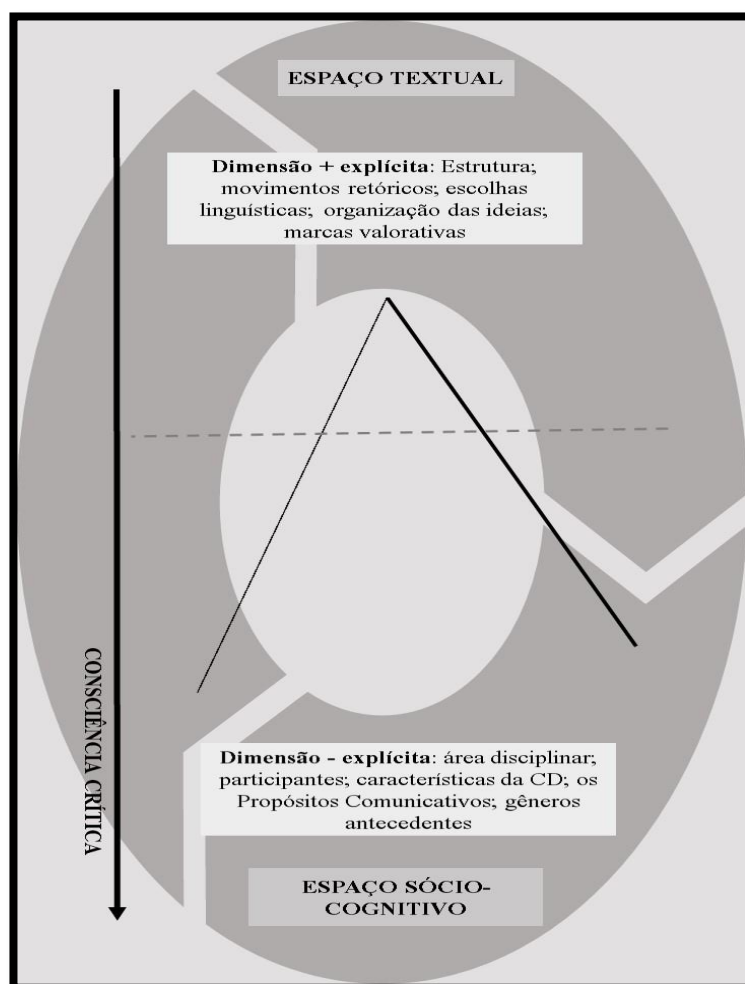 ESPAÇO TEXTUAL
Dimensão + explícita: Estrutura;
movimentos retóricos; escolhas
linguísticas; organização das ideias;
marcas valorativas
CONSCIÊNCIA CRÍTICA
Dimensão - explícita: área disciplinar;
participantes; características da CD; os
Propósitos Comunicativos; gêneros
antecedentes
ESPAÇO SÓCIO-
COGNITIVO